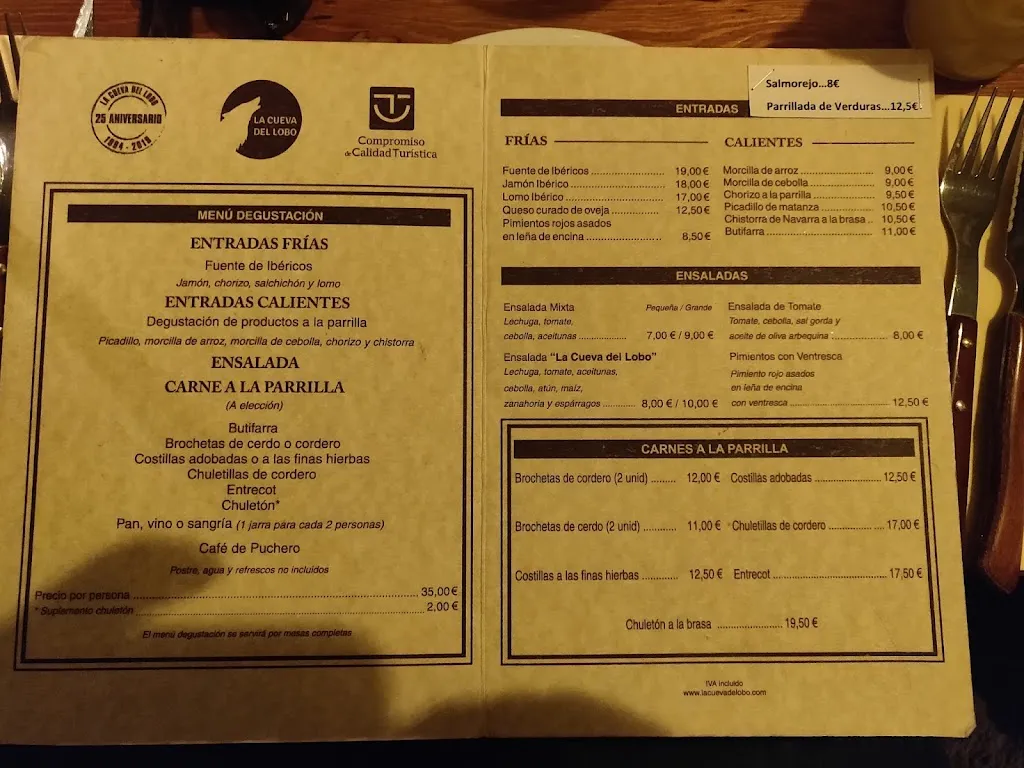 LA CUEVA DEL LOBO
25 ANIVERSARIO
1994 - 2019
LA CUEVA
DEL LOBO
Compromiso
de Calidad Turística
MENÚ DEGUSTACIÓN
ENTRADAS FRÍAS
Fuente de Ibéricos
Jamón, chorizo, salchichón y lomo
ENTRADAS CALIENTES
Degustación de productos a la parrilla
Picadillo, morcilla de arroz, morcilla de cebolla, chorizo y chistorra
ENSALADA
CARNE A LA PARRILLA
(A elección)
Butifarra
Brochetas de cerdo o cordero
Costillas adobadas o a las finas hierbas
Chuletillas de cordero
Entrecot
Chuletón*
Pan, vino o sangría (1 jarra para cada 2 personas)
Café de Puchero
Postre, agua y refrescos no incluidos
Precio por persona 35,00 €
* Suplemento chuletón 2,00 €
El menú degustación se servirá por mesas completas
Salmorejo...8€
Parrillada de Verduras...12,5€
ENTRADAS
FRÍAS
Fuente de Ibéricos 19,00 €
Jamón Ibérico 18,00 €
Lomo Ibérico 17,00 €
Queso curado de oveja 12,50 €
Pimientos rojos asados
en leña de encina 8,50 €
CALIENTES
Morcilla de arroz 9,00 €
Morcilla de cebolla 9,00 €
Chorizo a la parrilla 9,50 €
Picadillo de matanza 10,50 €
Chistorra de Navarra a la brasa .. 10,50 €
Butifarra 11,00 €
ENSALADAS
Ensalada Mixta Pequeña / Grande
Lechuga, tomate,
cebolla, aceitunas 7,00 € / 9,00 €
Ensalada "La Cueva del Lobo"
Lechuga, tomate, aceitunas,
cebolla, atún, maíz,
zanahoria y espárragos 8,00 € / 10,00 €
Ensalada de Tomate
Tomate, cebolla, sal gorda y
aceite de oliva arbequina 8,00 €
Pimientos con Ventresca
Pimiento rojo asados
en leña de encina
con ventresca 12,50 €
CARNES A LA PARRILLA
Brochetas de cordero (2 unid) 12,00 € Costillas adobadas 12,50 €
Brochetas de cerdo (2 unid) 11,00 € Chuletillas de cordero 17,00 €
Costillas a las finas hierbas 12,50 € Entrecot 17,50 €
Chuletón a la brasa 19,50 €
IVA incluido
www.lacuevadelobo.com